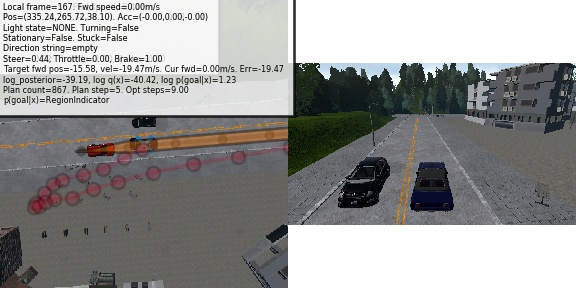 Local frame=167. Fwd speed=0.00m/s
Pos=(335.24,265.72,38.10). Acc=(-0.00,0.00;-0.00)
Light state=NONE. Turning=False
Stationary=False. Stuck=False
Direction string=empty
Steer=0.44, Throttle=0.00, Brake=1.00
Target fwd pos=-15.58, vel=-19.47m/s. Cur fwd=0.00m/s. Err=-19.47
log_posterior=-39.19, log q(x)=-40.42, log p(goal|x)=1.23
Plan count=867. Plan step=5. Opt steps=9.00
p(goal|x)=RegionIndicator